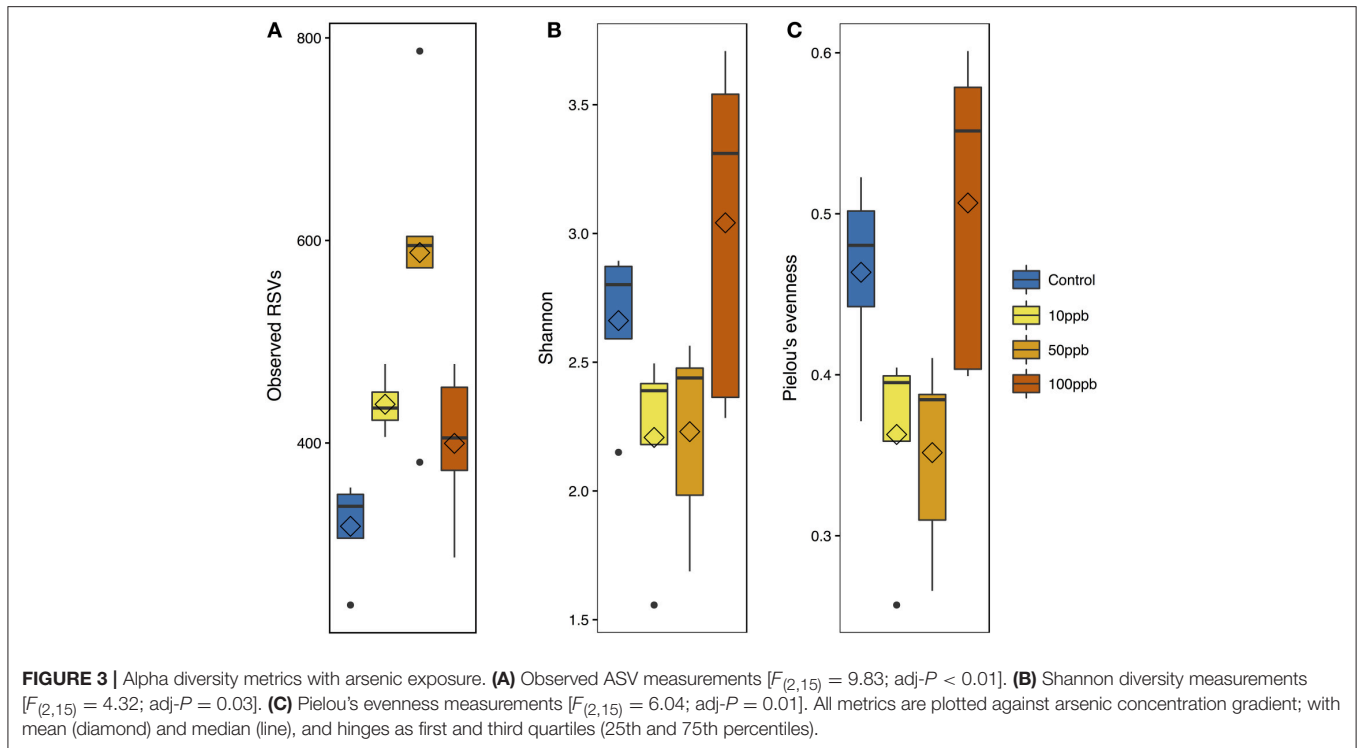 A
800
600
400
Observed RSVs
B
3.5
3.0
2.5
2.0
1.5
Shannon
C
0.6
0.5
0.4
0.3
Pielou's evenness
Control
10ppb
50ppb
100ppb
FIGURE 3 | Alpha diversity metrics with arsenic exposure. (A) Observed ASV measurements [F(2,15) = 9.83; adj-P < 0.01]. (B) Shannon diversity measurements
[F(2,15) = 4.32; adj-P = 0.03]. (C) Pielou's evenness measurements [F(2,15) = 6.04; adj-P = 0.01]. All metrics are plotted against arsenic concentration gradient; with
mean (diamond) and median (line), and hinges as first and third quartiles (25th and 75th percentiles).